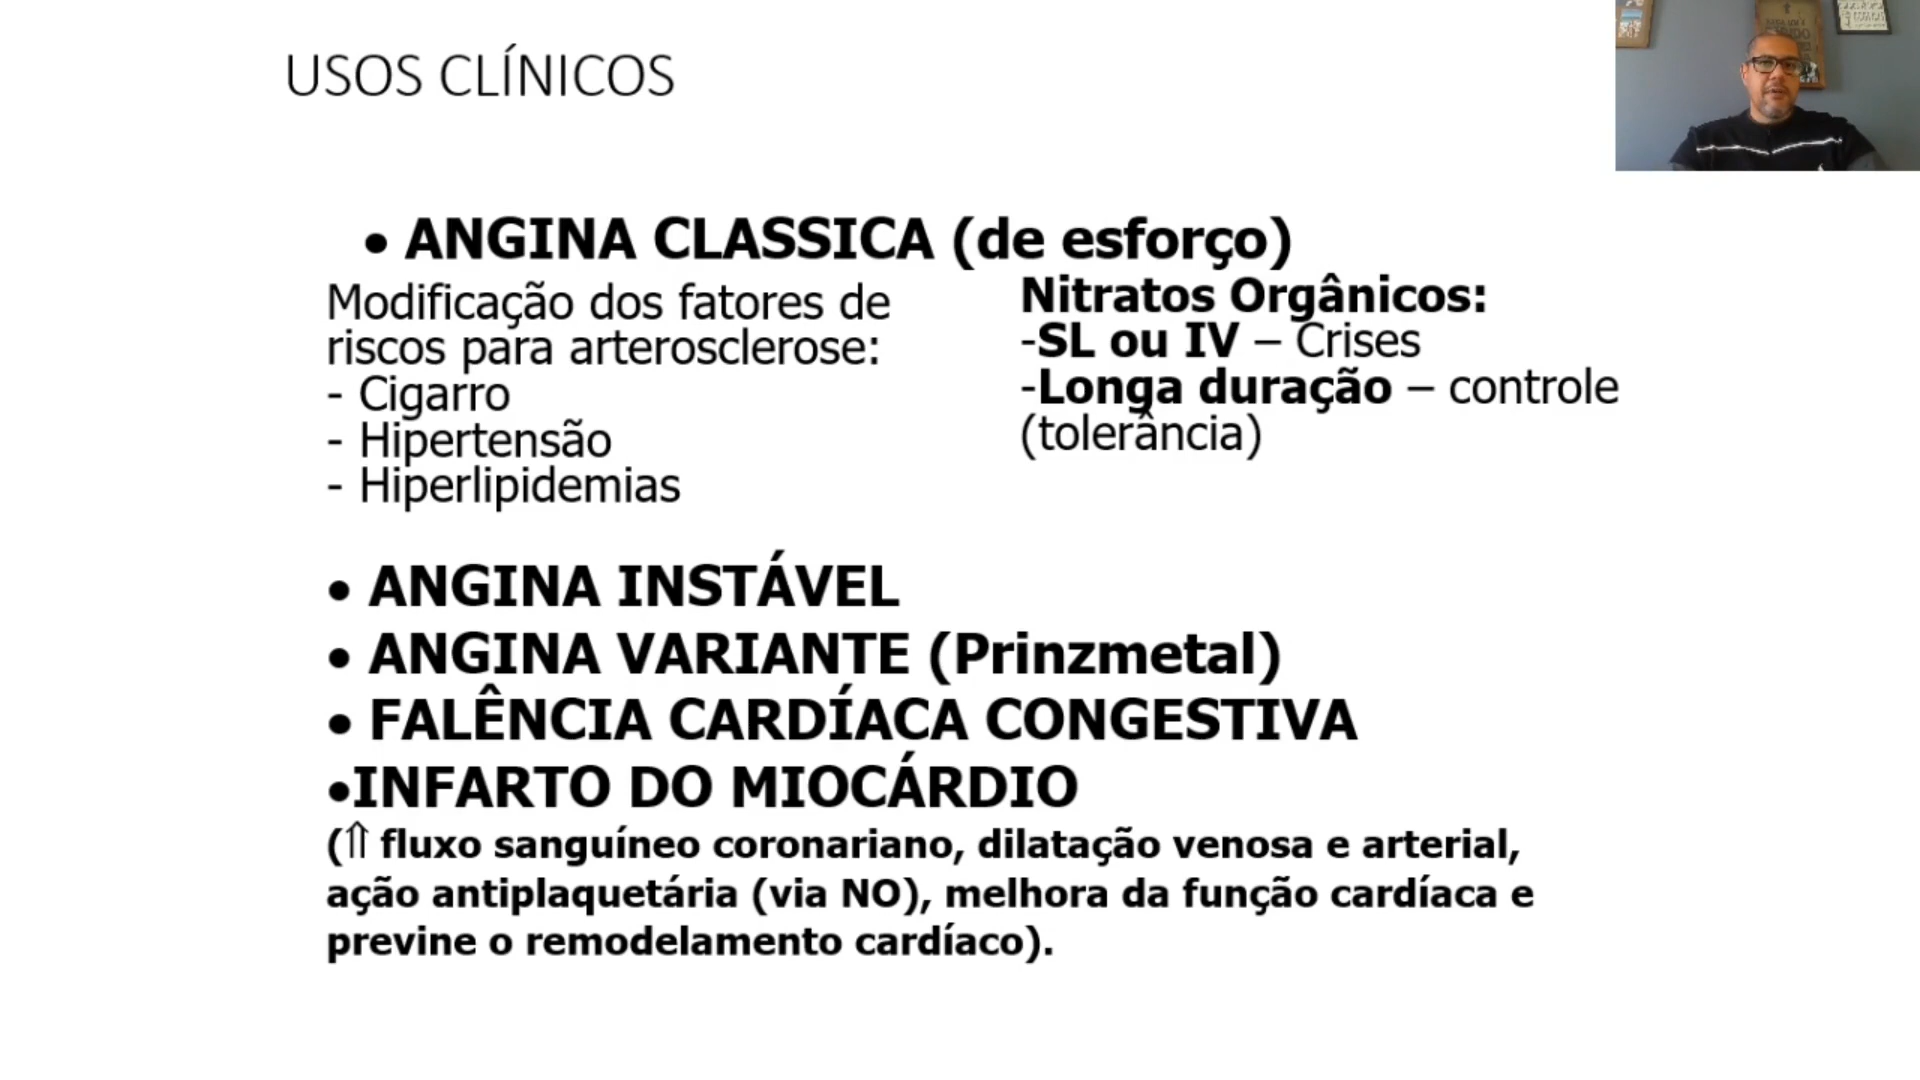 USOS CLÍNICOS
• ANGINA CLASSICA (de esforço)
Modificação dos fatores de
riscos para arterosclerose:
- Cigarro
- Hipertensão
- Hiperlipidemias
Nitratos Orgânicos:
-SL ou IV – Crises
-Longa duração – controle
(tolerância)
• ANGINA INSTÁVEL
• ANGINA VARIANTE (Prinzmetal)
• FALÊNCIA CARDÍACA CONGESTIVA
•INFARTO DO MIOCÁRDIO
(⇑ fluxo sanguíneo coronariano, dilatação venosa e arterial,
ação antiplaquetária (via NO), melhora da função cardíaca e
previne o remodelamento cardíaco).